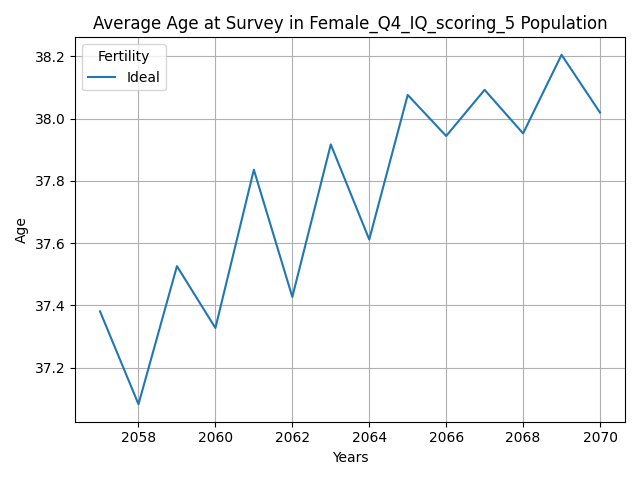 Average Age at Survey in Female_Q4_IQ_scoring_5 Population
Fertility
Ideal
38.2
38.0
37.8
37.6
37.4
37.2
Age
2058 2060 2062 2064 2066 2068 2070
Years